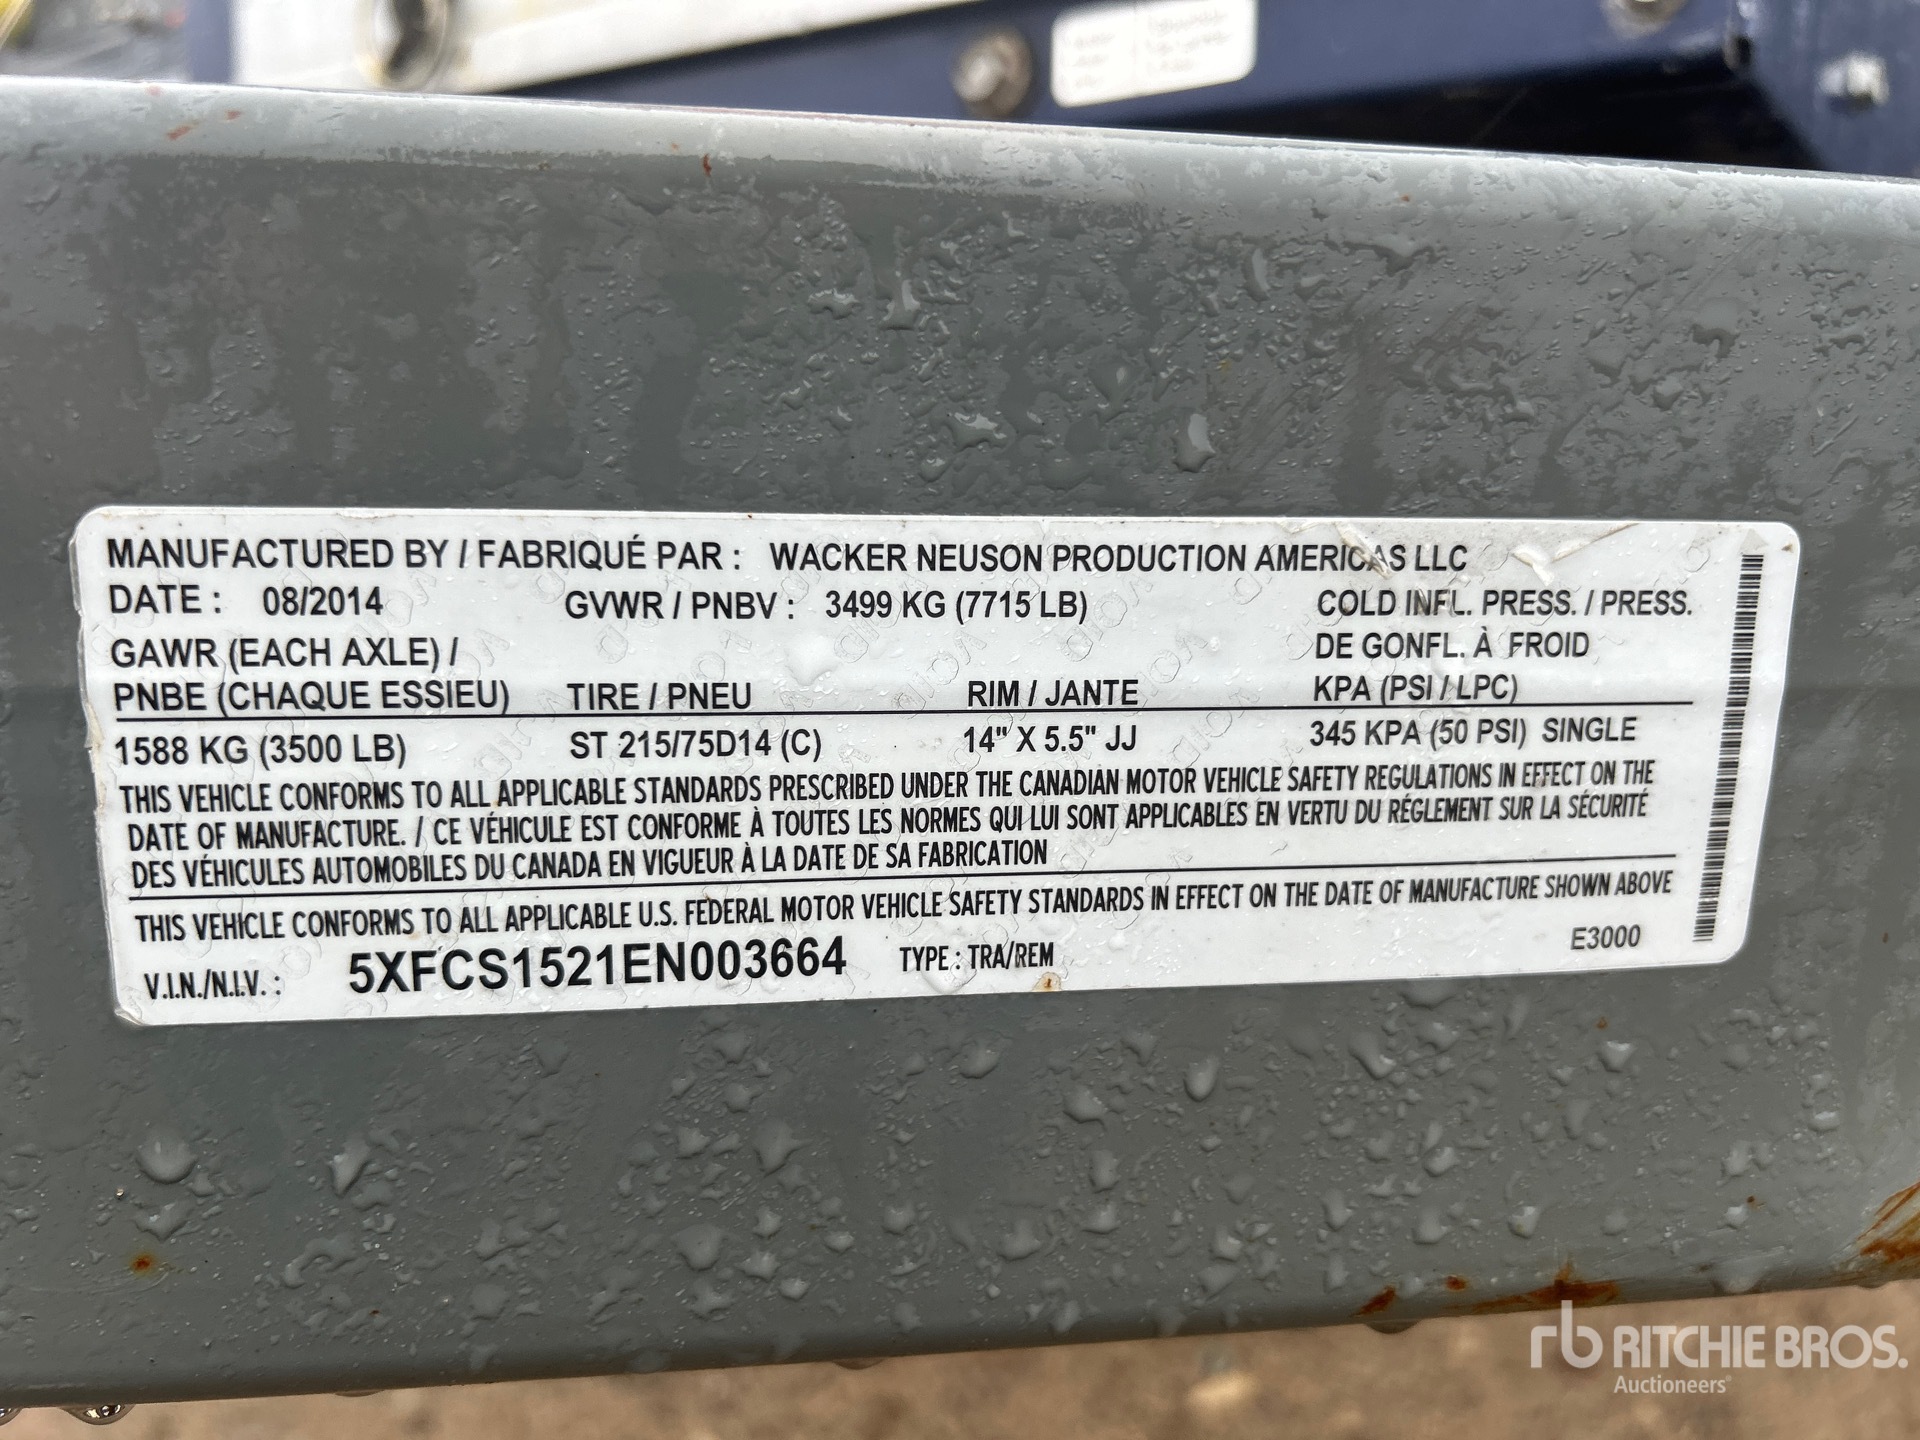 MANUFACTURED BY / FABRIQUÉ PAR : WACKER NEUSON PRODUCTION AMERICAS LLC
DATE : 08/2014 GVWR / PNBV : 3499 KG (7715 LB) COLD INFL. PRESS. / PRESS.
GAWR (EACH AXLE) / DE GONFL. À FROID
PNBE (CHAQUE ESSIEU) TIRE / PNEU RIM / JANTE KPA (PSI / LPC)
1588 KG (3500 LB) ST 215/75D14 (C) 14" X 5.5" JJ 345 KPA (50 PSI) SINGLE
THIS VEHICLE CONFORMS TO ALL APPLICABLE STANDARDS PRESCRIBED UNDER THE CANADIAN MOTOR VEHICLE SAFETY REGULATIONS IN EFFECT ON THE
DATE OF MANUFACTURE. / CE VÉHICULE EST CONFORME À TOUTES LES NORMES QUI LUI SONT APPLICABLES EN VERTU DU RÉGLEMENT SUR LA SÉCURITÉ
DES VÉHICULES AUTOMOBILES DU CANADA EN VIGUEUR À LA DATE DE SA FABRICATION
THIS VEHICLE CONFORMS TO ALL APPLICABLE U.S. FEDERAL MOTOR VEHICLE SAFETY STANDARDS IN EFFECT ON THE DATE OF MANUFACTURE SHOWN ABOVE
V.I.N./N.I.V. : 5XFCS1521EN003664 TYPE : TRA/REM E3000
rb RITCHIE BROS.
Auctioneers